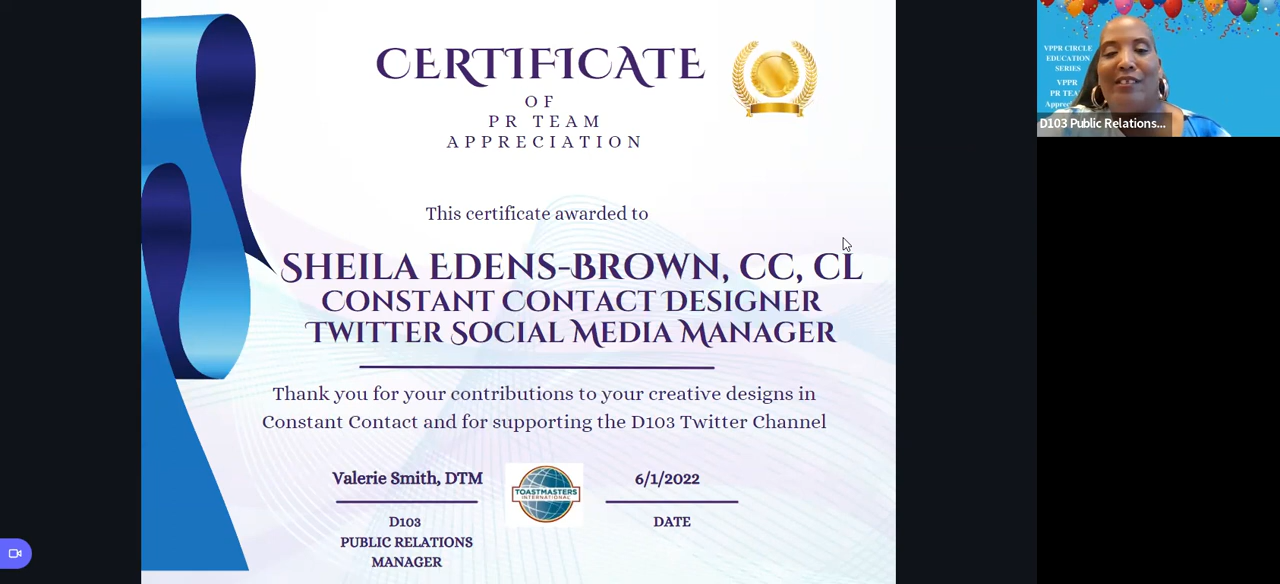 CERTIFICATE
OF
PR TEAM
APPRECIATION
This certificate awarded to
SHEILA EDENS-BROWN, CC, CL
CONSTANT CONTACT DESIGNER
TWITTER SOCIAL MEDIA MANAGER
Thank you for your contributions to your creative designs in
Constant Contact and for supporting the D103 Twitter Channel
Valerie Smith, DTM
D103
PUBLIC RELATIONS
MANAGER
TOASTMASTERS
INTERNATIONAL
6/1/2022
DATE
VPPR CIRCLE
EDUCATION
SERIES
VPPR
PR TEA
D103 Public Relations...